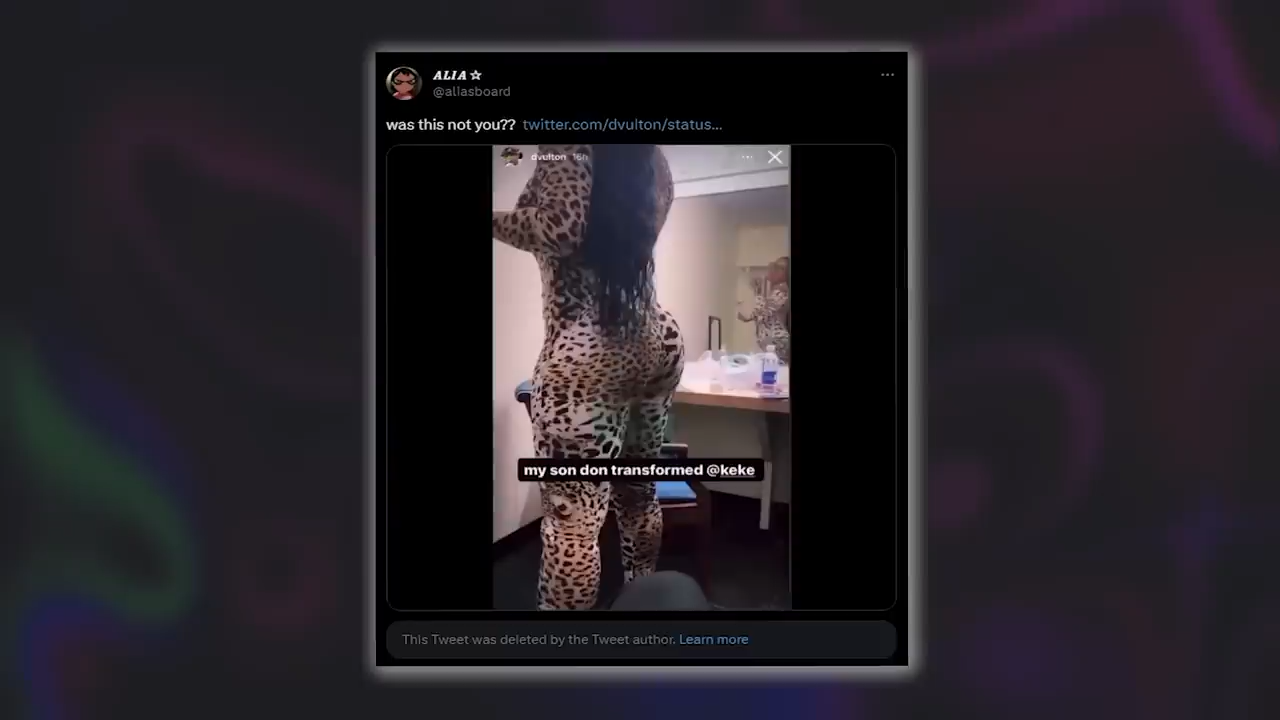 ALIA☆
@aliasboard
was this not you?? twitter.com/dvulton/status...
dvulton 16h
my son don transformed @keke
This Tweet was deleted by the Tweet author. Learn more